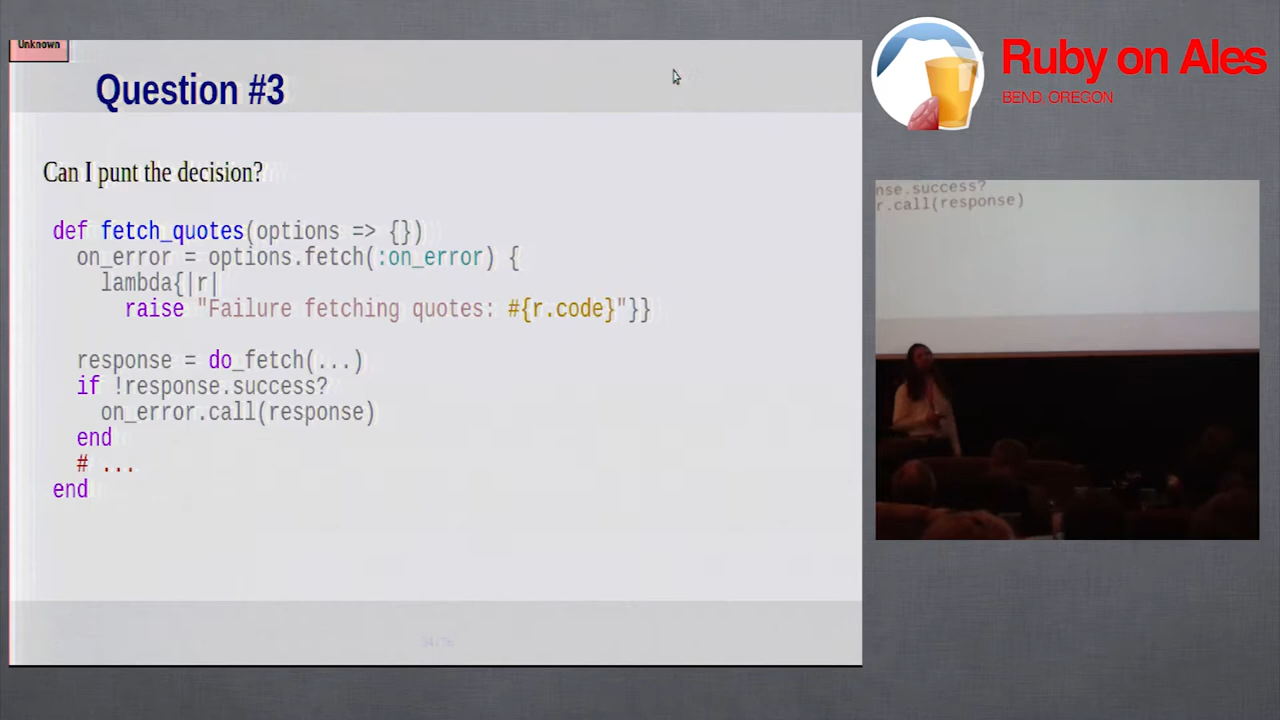 Unknown
Question #3
Can I punt the decision?
def fetch_quotes(options => {})
on_error = options.fetch(:on_error) {
lambda{|r|
raise "Failure fetching quotes: #{r.code}"}}
response = do_fetch(...)
if !response.success?
on_error.call(response)
end
# ...
end
Ruby on Ales
BEND, OREGON
nse.success?
r.call(response)